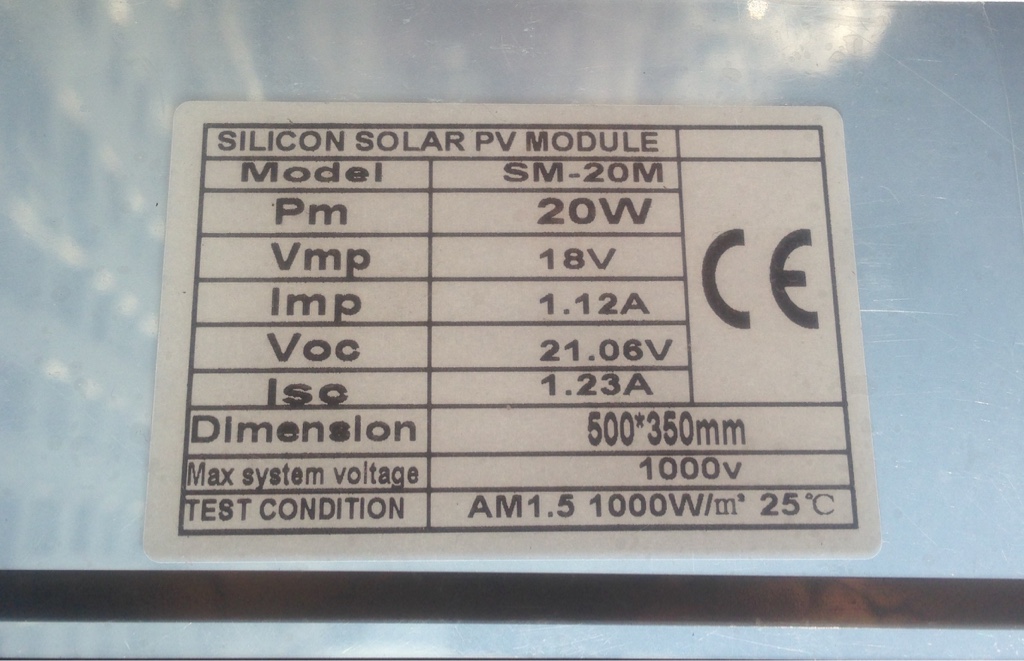 SILICON SOLAR PV MODULE
Model SM-20M
Pm 20W
Vmp 18V
Imp 1.12A
Voc 21.06V
Isc 1.23A
CE
Dimension 500*350mm
Max system voltage 1000v
TEST CONDITION AM1.5 1000W/m² 25℃